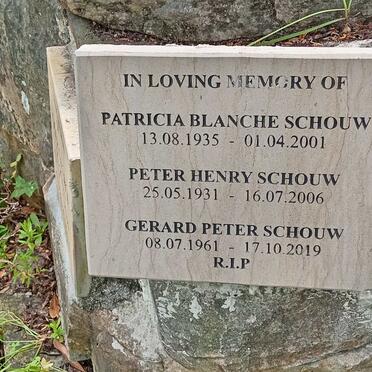 IN LOVING MEMORY OF
PATRICIA BLANCHE SCHOUW
13.08.1935 - 01.04.2001
PETER HENRY SCHOUW
25.05.1931 - 16.07.2006
GERARD PETER SCHOUW
08.07.1961 - 17.10.2019
R.I.P